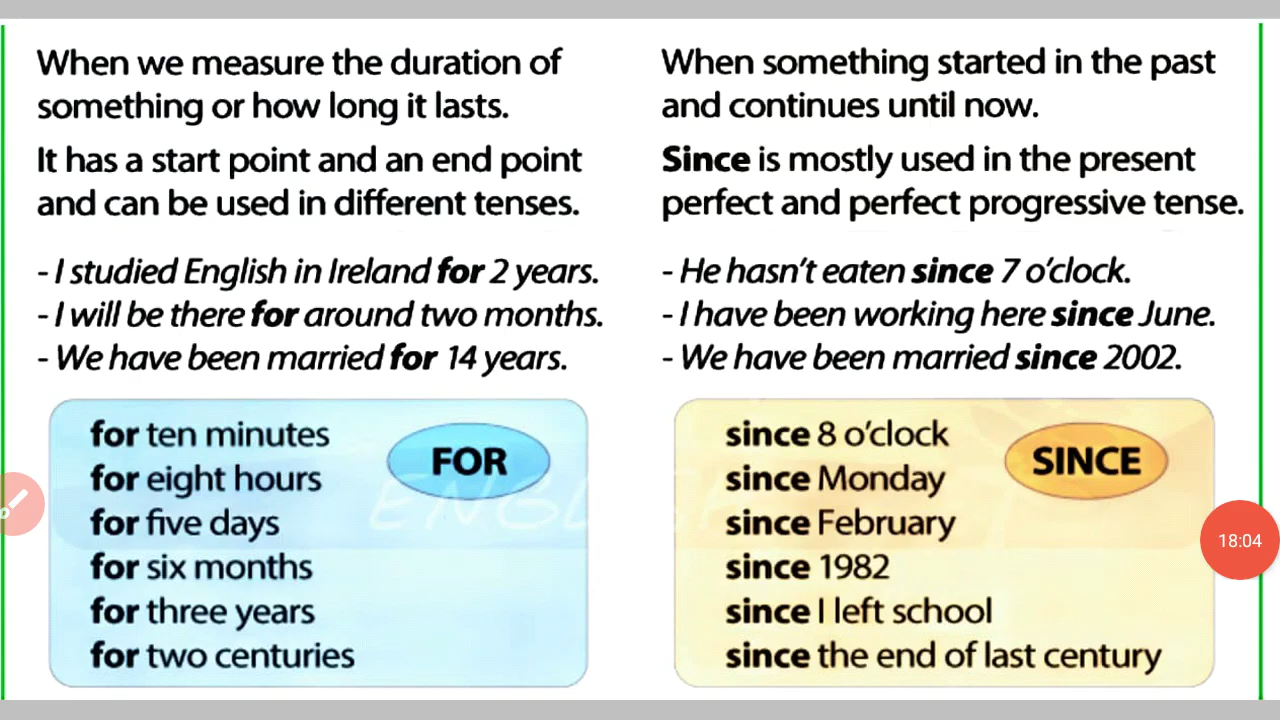 When we measure the duration of
something or how long it lasts.
It has a start point and an end point
and can be used in different tenses.
- I studied English in Ireland for 2 years.
- I will be there for around two months.
- We have been married for 14 years.
for ten minutes
for eight hours
for five days
for six months
for three years
for two centuries
FOR
When something started in the past
and continues until now.
Since is mostly used in the present
perfect and perfect progressive tense.
- He hasn't eaten since 7 o'clock.
- I have been working here since June.
- We have been married since 2002.
since 8 o'clock
since Monday
since February
since 1982
since I left school
since the end of last century
SINCE
18:04